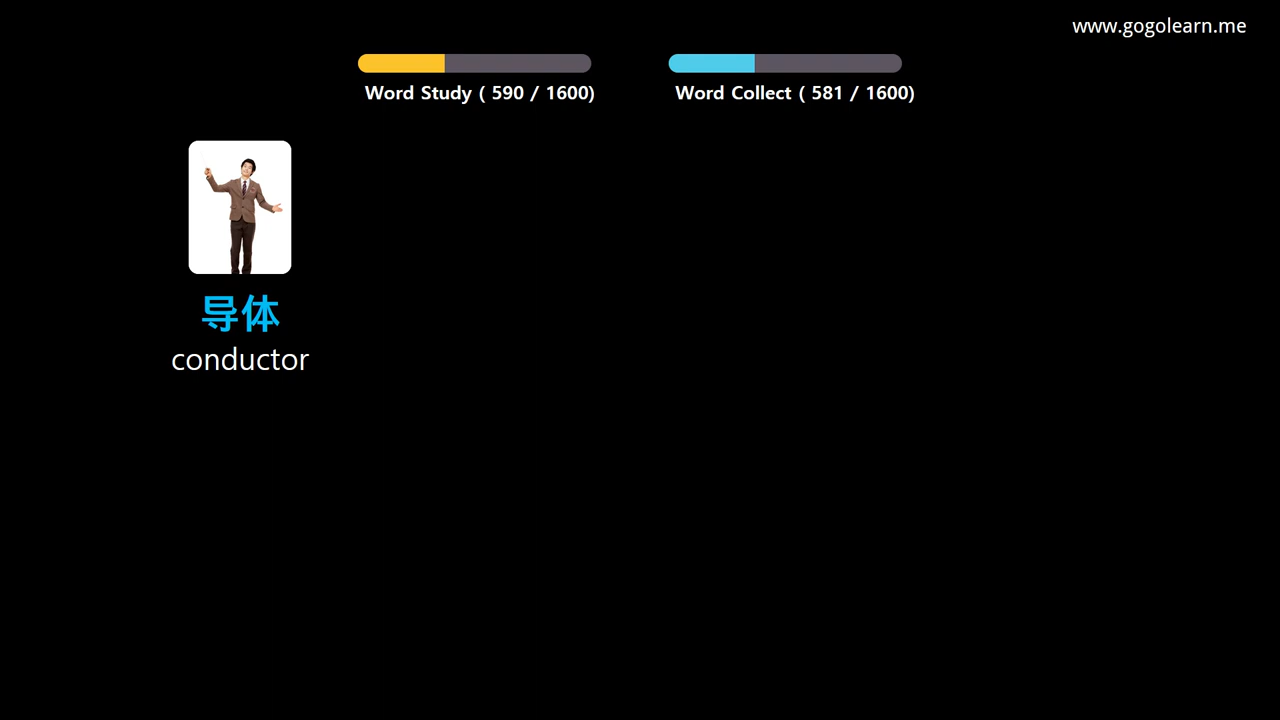 www.gogolearn.me
Word Study ( 590 / 1600)
Word Collect ( 581 / 1600)
导体
conductor